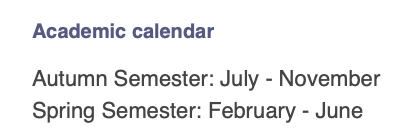 Academic calendar
Autumn Semester: July - November
Spring Semester: February - June